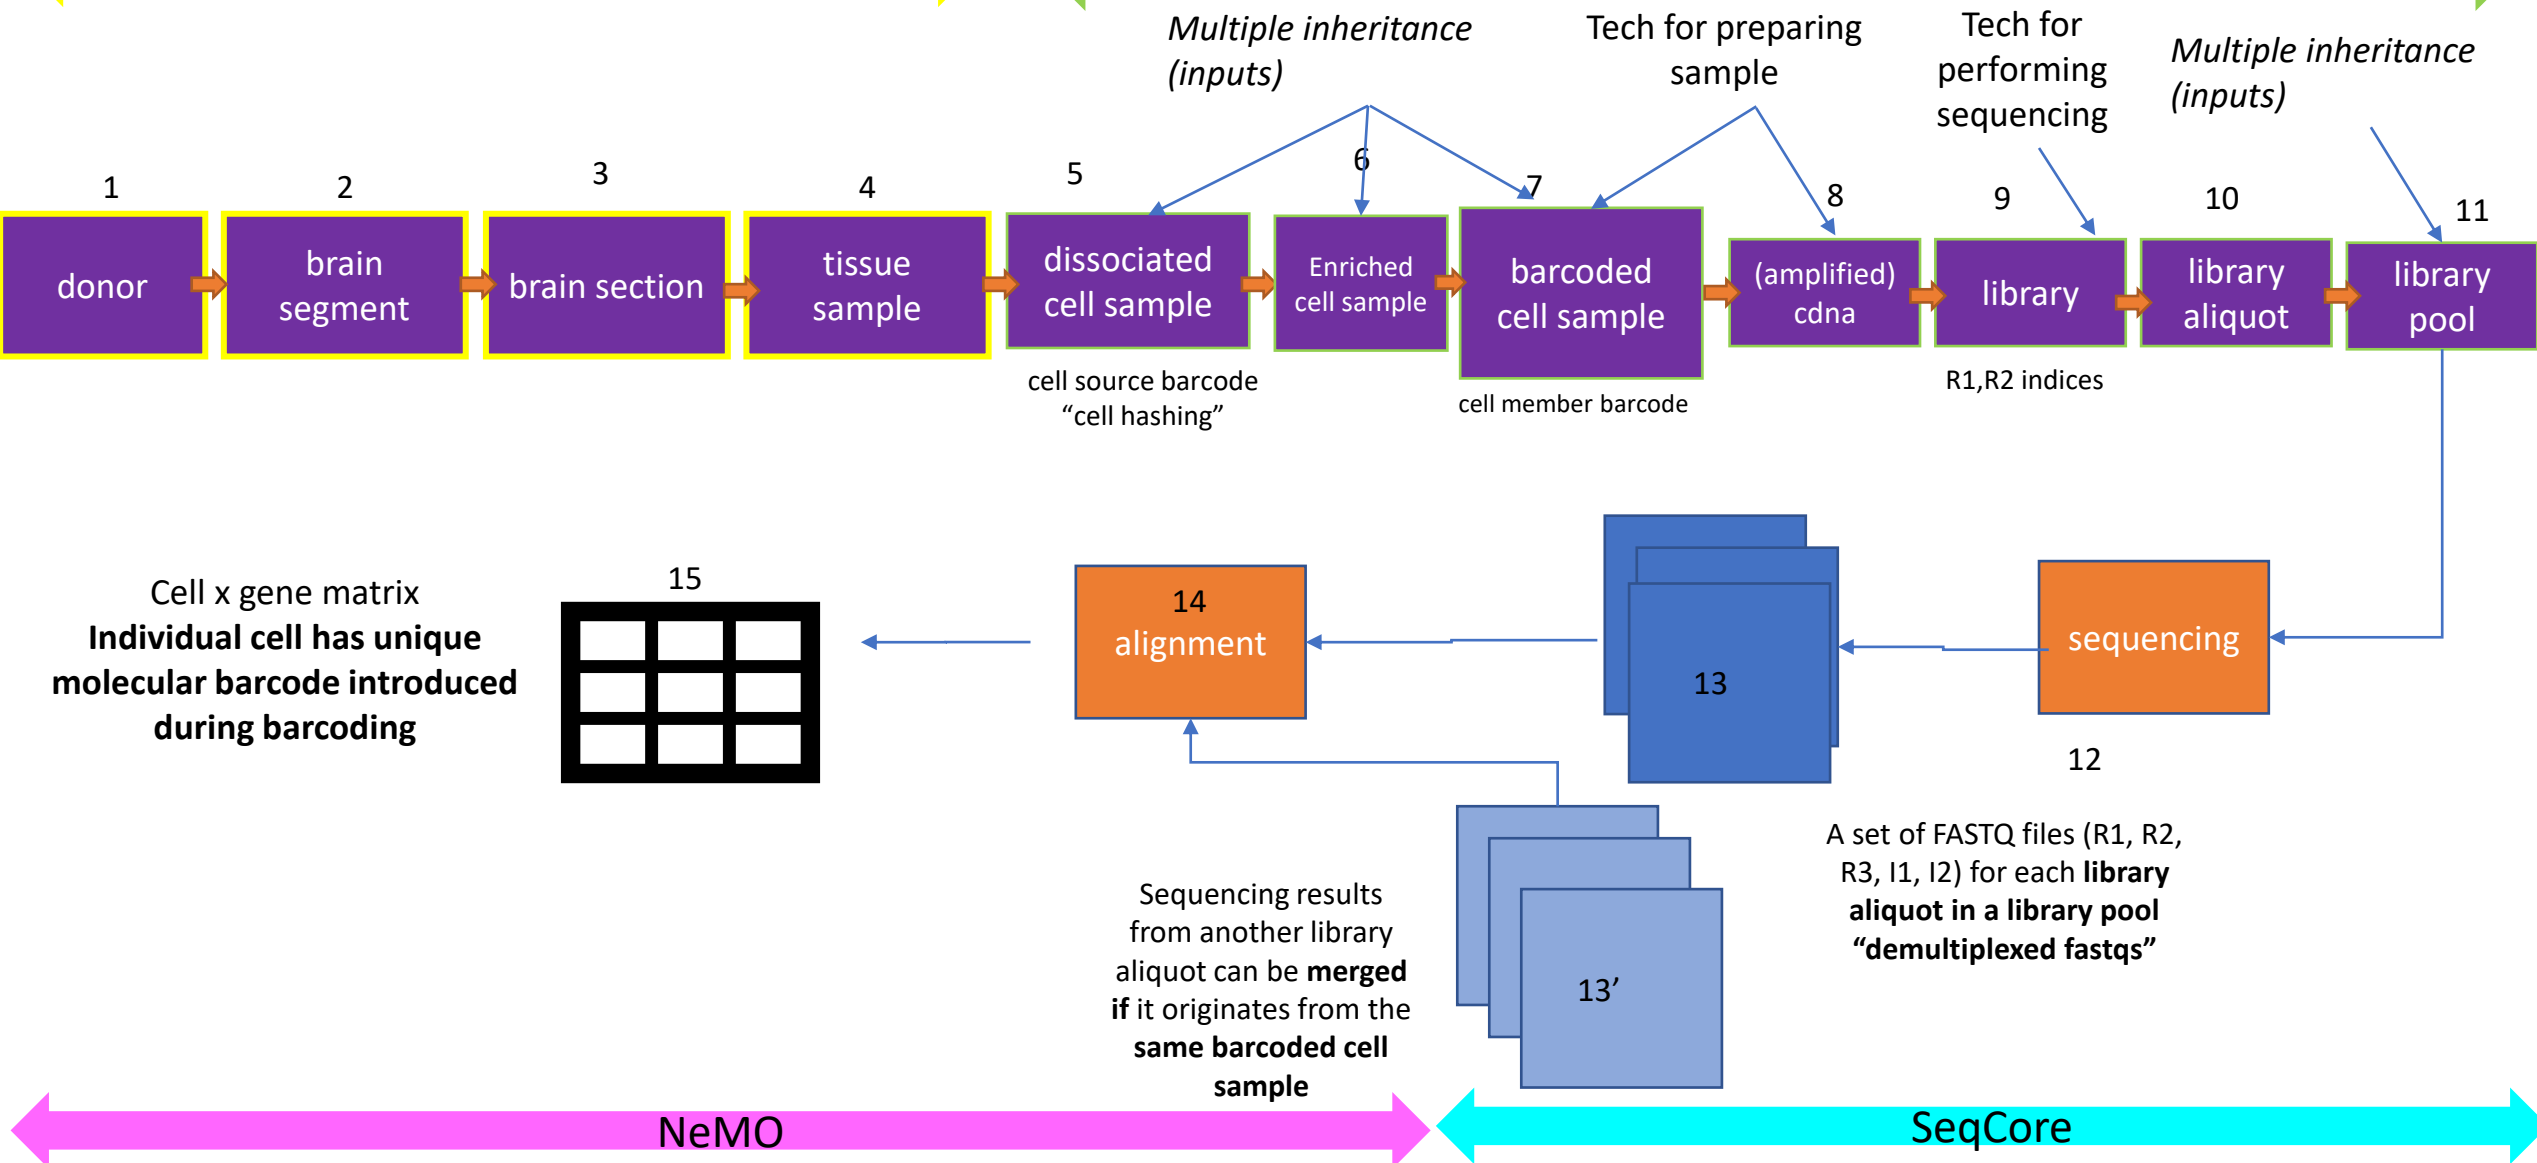 Multiple inheritance
(inputs)
Tech for preparing
sample
Tech for
performing
sequencing
Multiple inheritance
(inputs)
1
2
3
4
5
6
7
8
9
10
11
donor
brain
segment
brain section
tissue
sample
dissociated
cell sample
Enriched
cell sample
barcoded
cell sample
(amplified)
cdna
library
library
aliquot
library
pool
cell source barcode
“cell hashing”
cell member barcode
R1,R2 indices
Cell x gene matrix
Individual cell has unique
molecular barcode introduced
during barcoding
15
14
alignment
13
sequencing
12
A set of FASTQ files (R1, R2,
R3, I1, I2) for each library
aliquot in a library pool
“demultiplexed fastqs”
Sequencing results
from another library
aliquot can be merged
if it originates from the
same barcoded cell
sample
13’
NeMO
SeqCore